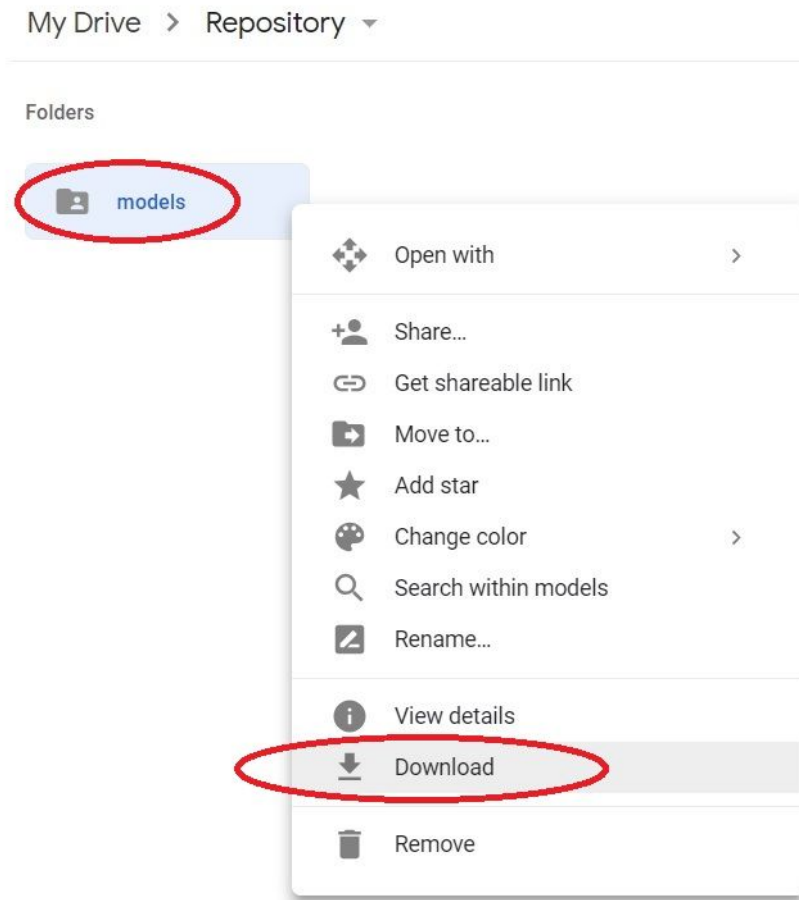 My Drive > Repository
Folders
models
Open with
Share…
Get shareable link
Move to…
Add star
Change color
Search within models
Rename…
View details
Download
Remove